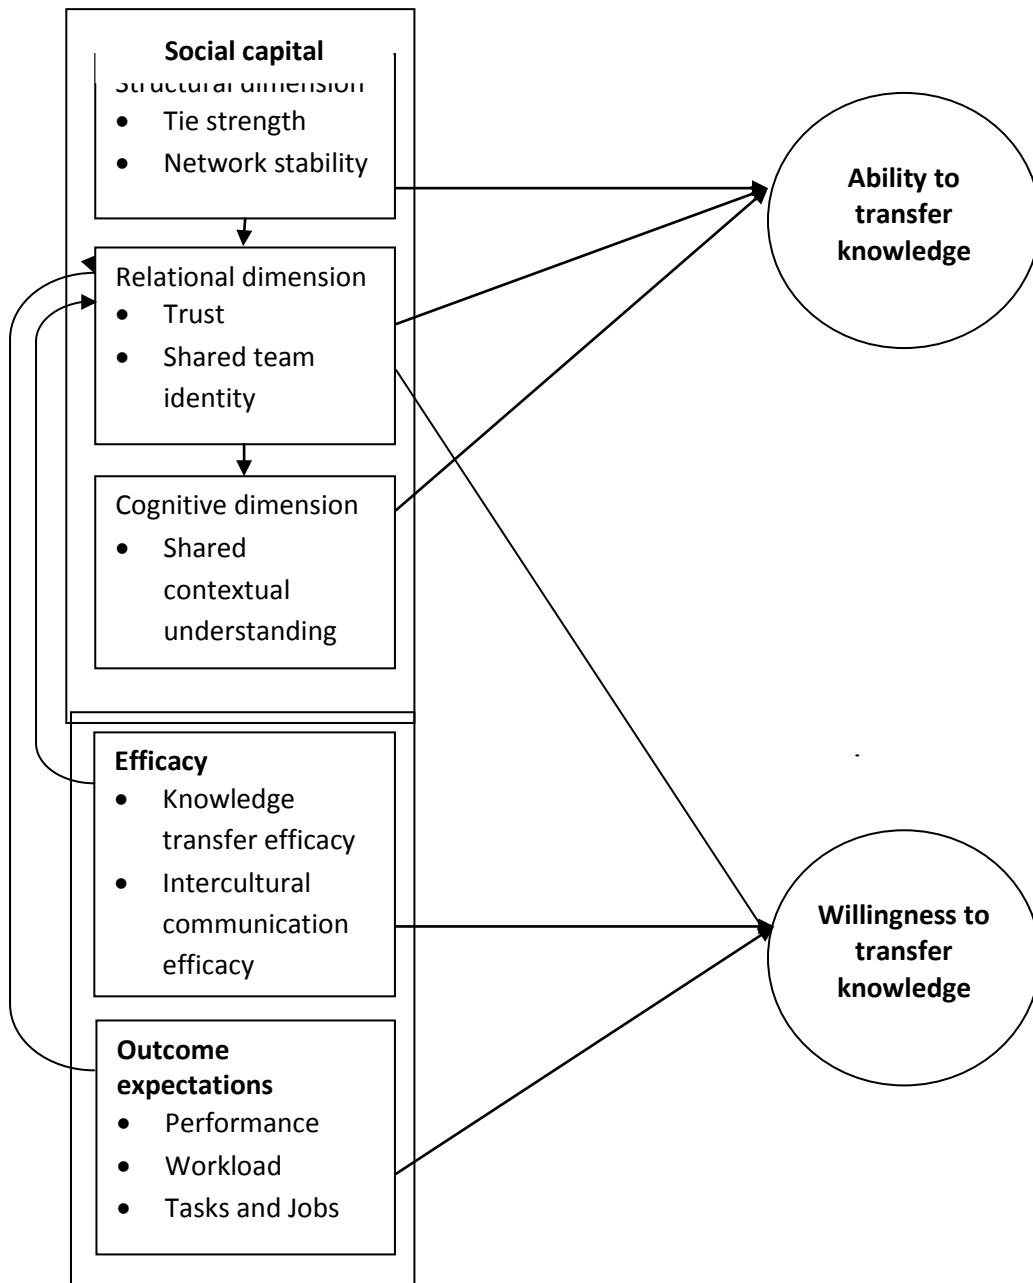 Social capital
Structural dimension
• Tie strength
• Network stability
Ability to
transfer
knowledge
Relational dimension
• Trust
• Shared team
identity
Cognitive dimension
• Shared
contextual
understanding
Efficacy
• Knowledge
transfer efficacy
• Intercultural
communication
efficacy
Willingness to
transfer
knowledge
Outcome
expectations
• Performance
• Workload
• Tasks and Jobs